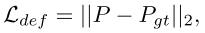 $\mathcal{L}_{def} = ||P - P_{gt}||_2,$